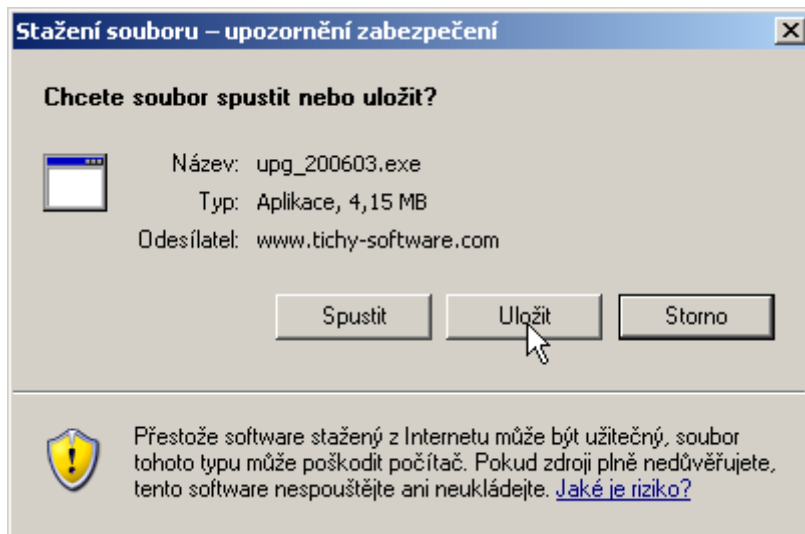 Stažení souboru – upozornění zabezpečení
Chcete soubor spustit nebo uložit?
Název: upg_200603.exe
Typ: Aplikace, 4,15 MB
Odesílatel: www.tichy-software.com
Spustit Uložit Storno
Přestože software stažený z Internetu může být užitečný, soubor
tohoto typu může poškodit počítač. Pokud zdroji plně nedůvěřujete,
tento software nespouštějte ani neukládejte. Jaké je riziko?